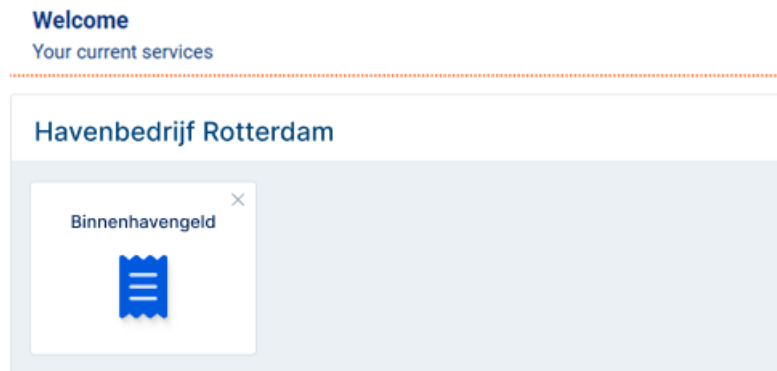 Welcome
Your current services
Havenbedrijf Rotterdam
Binnenhavengeld